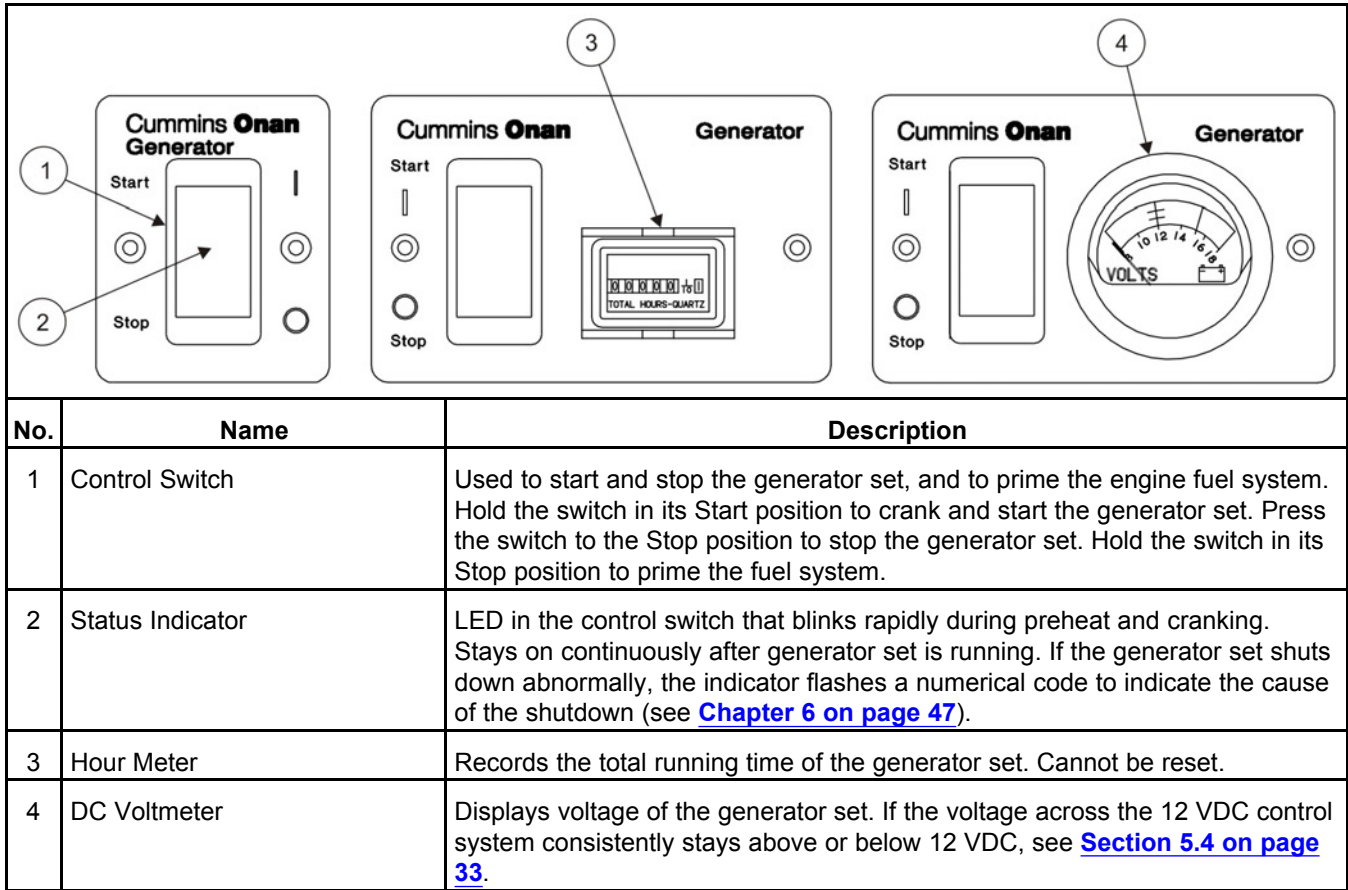 3
4
Cummins Onan
Generator
1
Start
2
Stop
Cummins Onan Generator
Start
0 0 0 0 0 1/10 1
TOTAL HOURS-QUARTZ
Stop
Cummins Onan Generator
Start
8 10 12 14 16 18
VOLTS
Stop
No. Name Description
1 Control Switch Used to start and stop the generator set, and to prime the engine fuel system.
Hold the switch in its Start position to crank and start the generator set. Press
the switch to the Stop position to stop the generator set. Hold the switch in its
Stop position to prime the fuel system.
2 Status Indicator LED in the control switch that blinks rapidly during preheat and cranking.
Stays on continuously after generator set is running. If the generator set shuts
down abnormally, the indicator flashes a numerical code to indicate the cause
of the shutdown (see Chapter 6 on page 47).
3 Hour Meter Records the total running time of the generator set. Cannot be reset.
4 DC Voltmeter Displays voltage of the generator set. If the voltage across the 12 VDC control
system consistently stays above or below 12 VDC, see Section 5.4 on page
33.